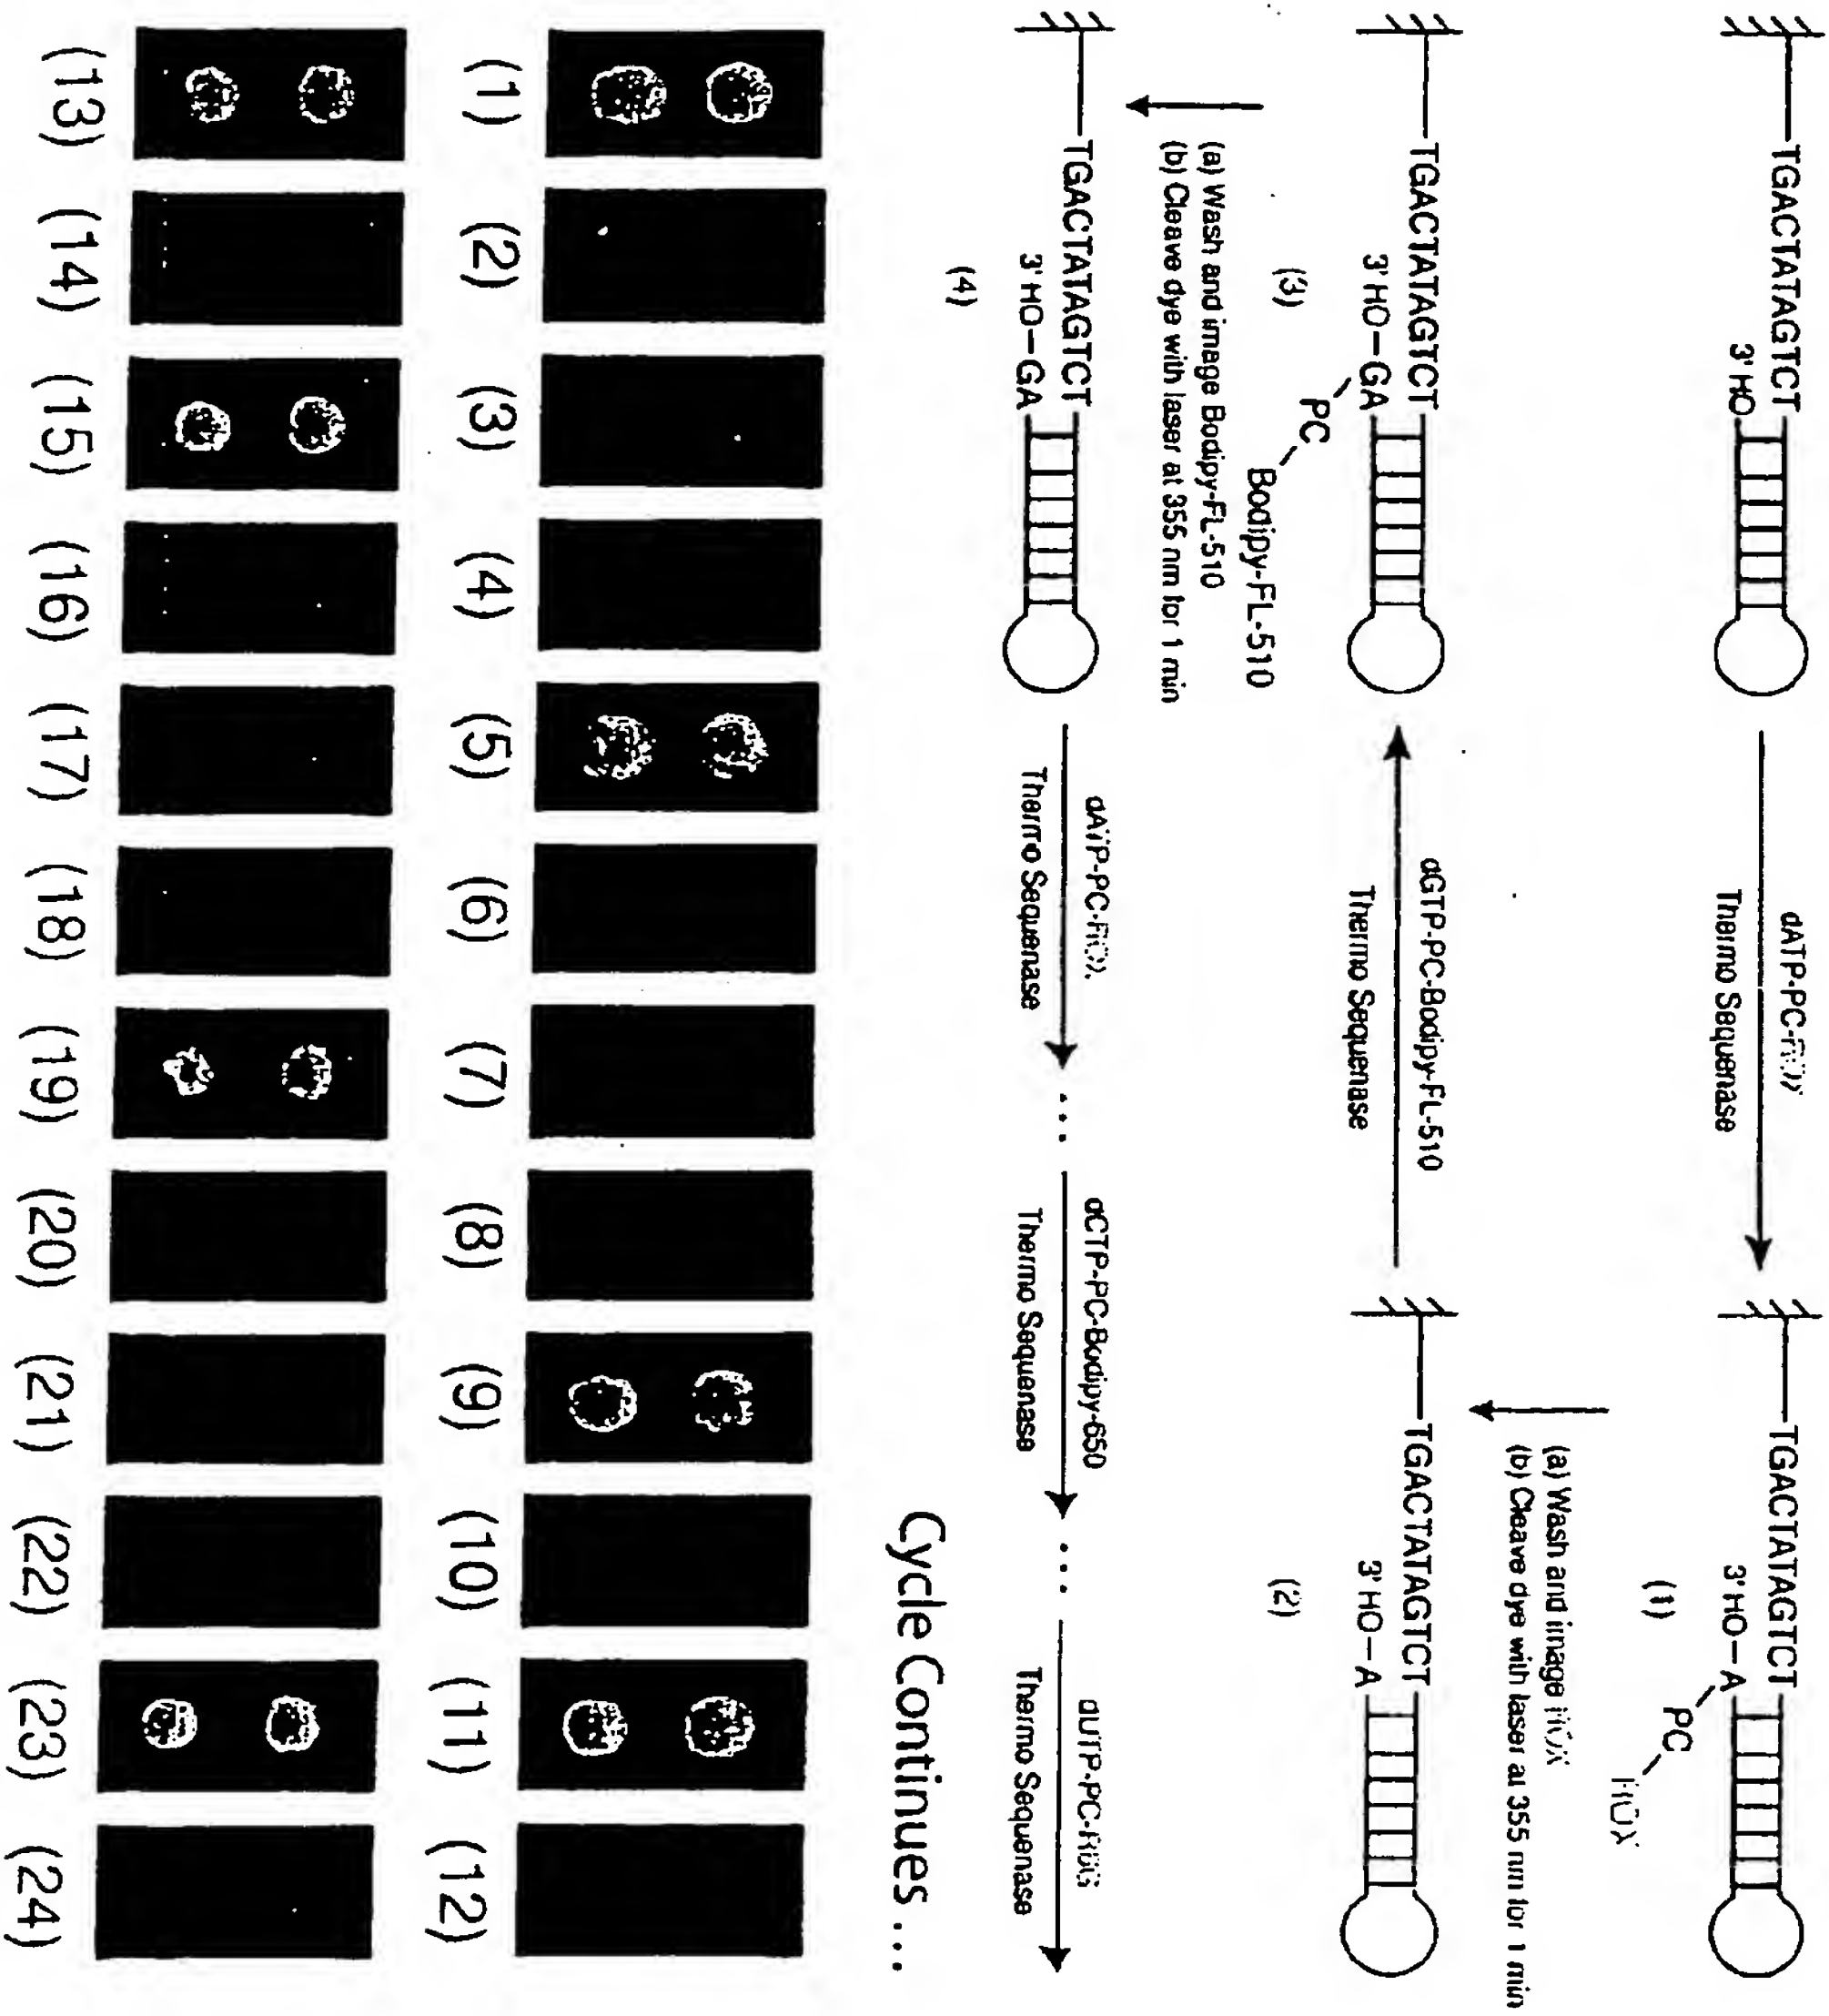 TGACTATAGTCT
3' HO
dATP-PC-
Thermo Sequenase
TGACTATAGTCT
3' HO—A
PC
(1)
(a) Wash and image
(b) Cleave dye with laser at 355 nm for 1 min
TGACTATAGTCT
3' HO—GA
PC
Bodipy-FL-510
(3)
dGTP-PC-Bodipy-FL-510
Thermo Sequenase
TGACTATAGTCT
3' HO—A
(2)
(a) Wash and image Bodipy-FL-510
(b) Cleave dye with laser at 355 nm for 1 min
TGACTATAGTCT
3' HO—GA
(4)
dATP-PC-
Thermo Sequenase
...
dCTP-PC-Bodipy-650
Thermo Sequenase
...
dUTP-PC-
Thermo Sequenase
Cycle Continues ...
(1) (2) (3) (4) (5) (6) (7) (8) (9) (10) (11) (12)
(13) (14) (15) (16) (17) (18) (19) (20) (21) (22) (23) (24)